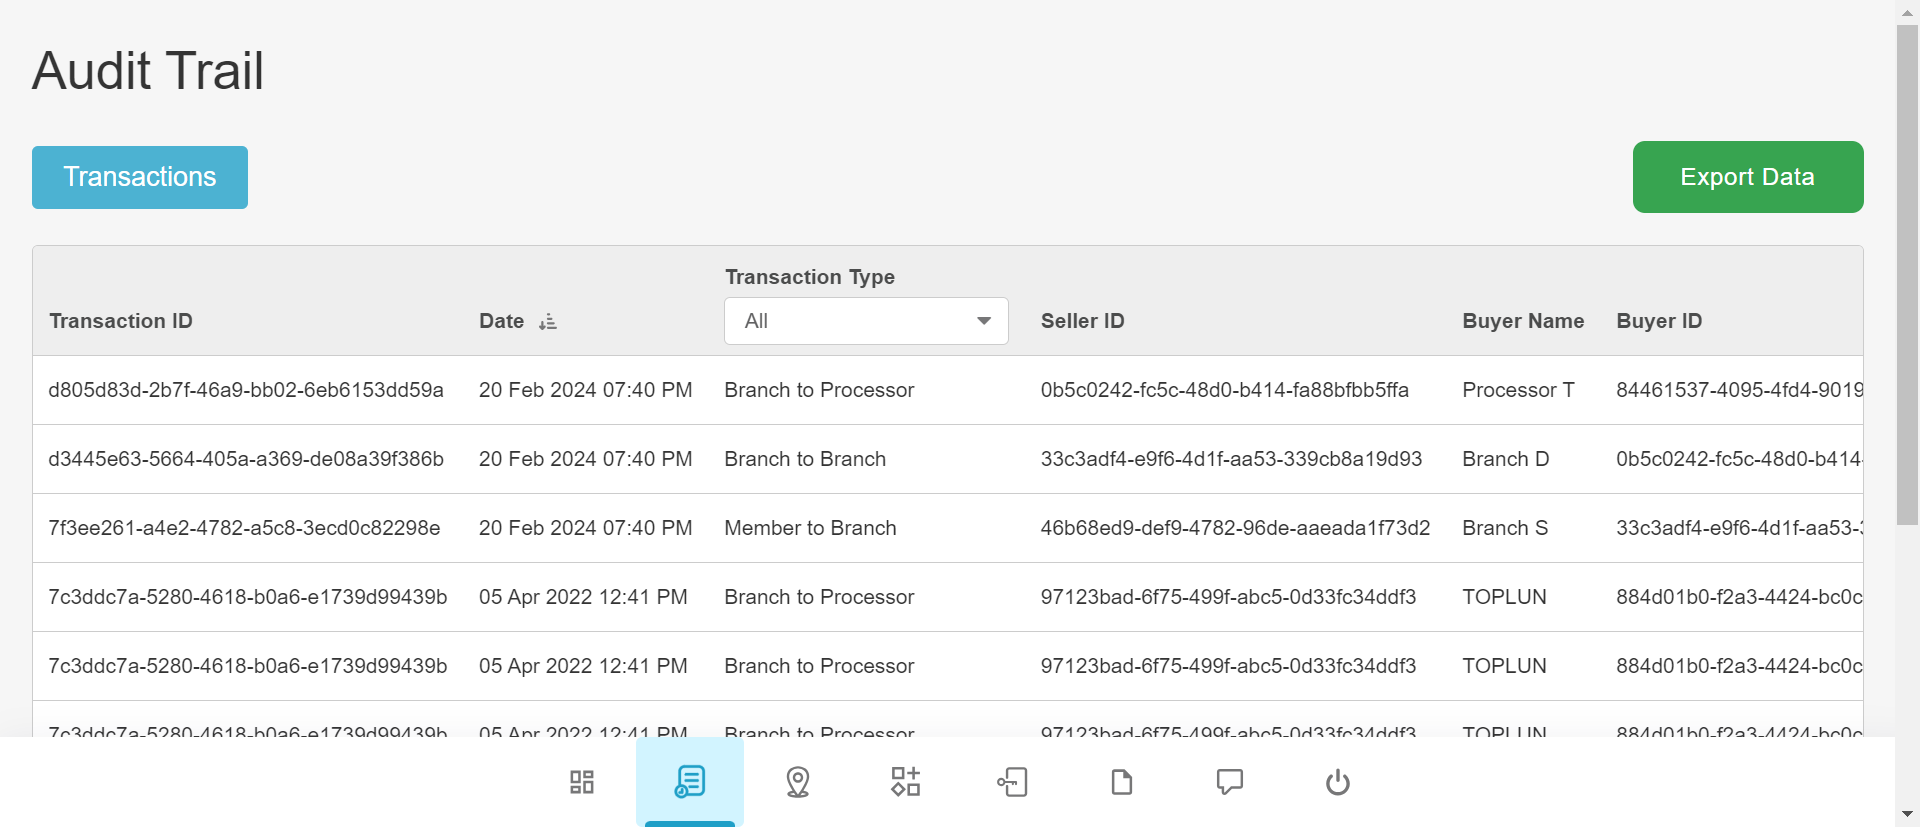 Audit Trail
Transactions
Export Data
Transaction ID Date Transaction Type All Seller ID Buyer Name Buyer ID
d805d83d-2b7f-46a9-bb02-6eb6153dd59a 20 Feb 2024 07:40 PM Branch to Processor 0b5c0242-fc5c-48d0-b414-fa88bfbb5ffa Processor T 84461537-4095-4fd4-9019
d3445e63-5664-405a-a369-de08a39f386b 20 Feb 2024 07:40 PM Branch to Branch 33c3adf4-e9f6-4d1f-aa53-339cb8a19d93 Branch D 0b5c0242-fc5c-48d0-b414-
7f3ee261-a4e2-4782-a5c8-3ecd0c82298e 20 Feb 2024 07:40 PM Member to Branch 46b68ed9-def9-4782-96de-aaeada1f73d2 Branch S 33c3adf4-e9f6-4d1f-aa53-3
7c3ddc7a-5280-4618-b0a6-e1739d99439b 05 Apr 2022 12:41 PM Branch to Processor 97123bad-6f75-499f-abc5-0d33fc34ddf3 TOPLUN 884d01b0-f2a3-4424-bc0c
7c3ddc7a-5280-4618-b0a6-e1739d99439b 05 Apr 2022 12:41 PM Branch to Processor 97123bad-6f75-499f-abc5-0d33fc34ddf3 TOPLUN 884d01b0-f2a3-4424-bc0c
7c3ddc7a-5280-4618-b0a6-e1739d99439b 05 Apr 2022 12:41 PM Branch to Processor 97123bad-6f75-499f-abc5-0d33fc34ddf3 TOPLUN 884d01b0-f2a3-4424-bc0c